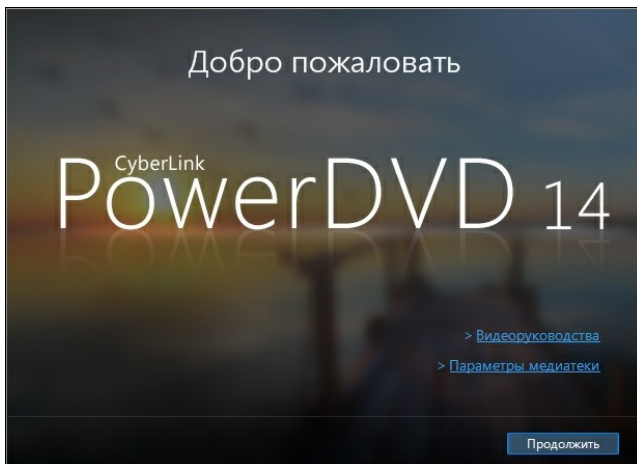 Добро пожаловать
CyberLink
PowerDVD 14
> Видеоруководства
> Параметры медиатеки
Продолжить